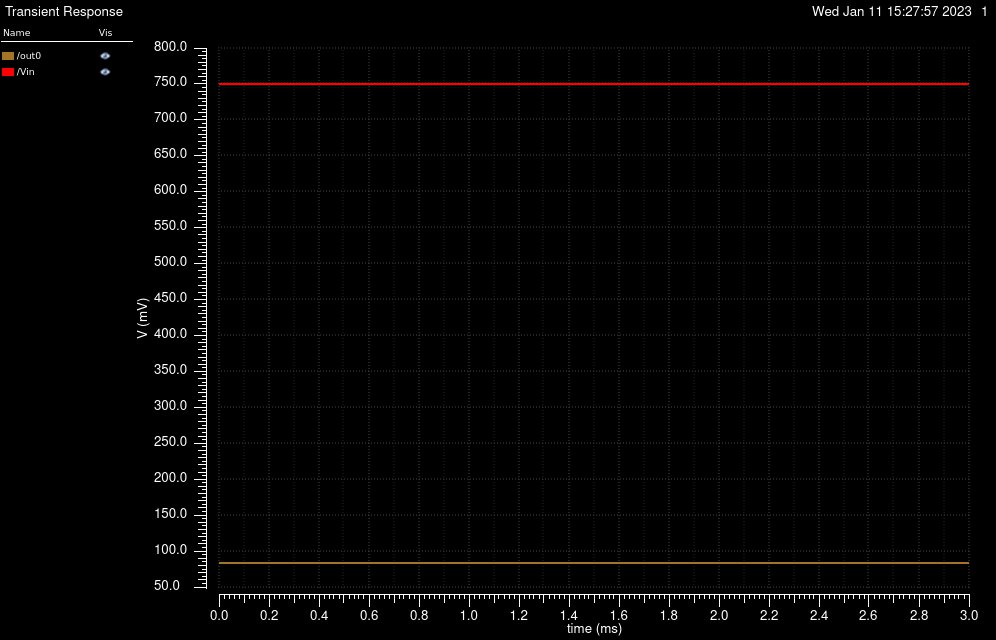 Transient Response
Wed Jan 11 15:27:57 2023 1
Name Vis
/out0
/Vin
800.0
750.0
700.0
650.0
600.0
550.0
500.0
450.0
400.0
350.0
300.0
250.0
200.0
150.0
100.0
50.0
V (mV)
0.0 0.2 0.4 0.6 0.8 1.0 1.2 1.4 1.6 1.8 2.0 2.2 2.4 2.6 2.8 3.0
time (ms)